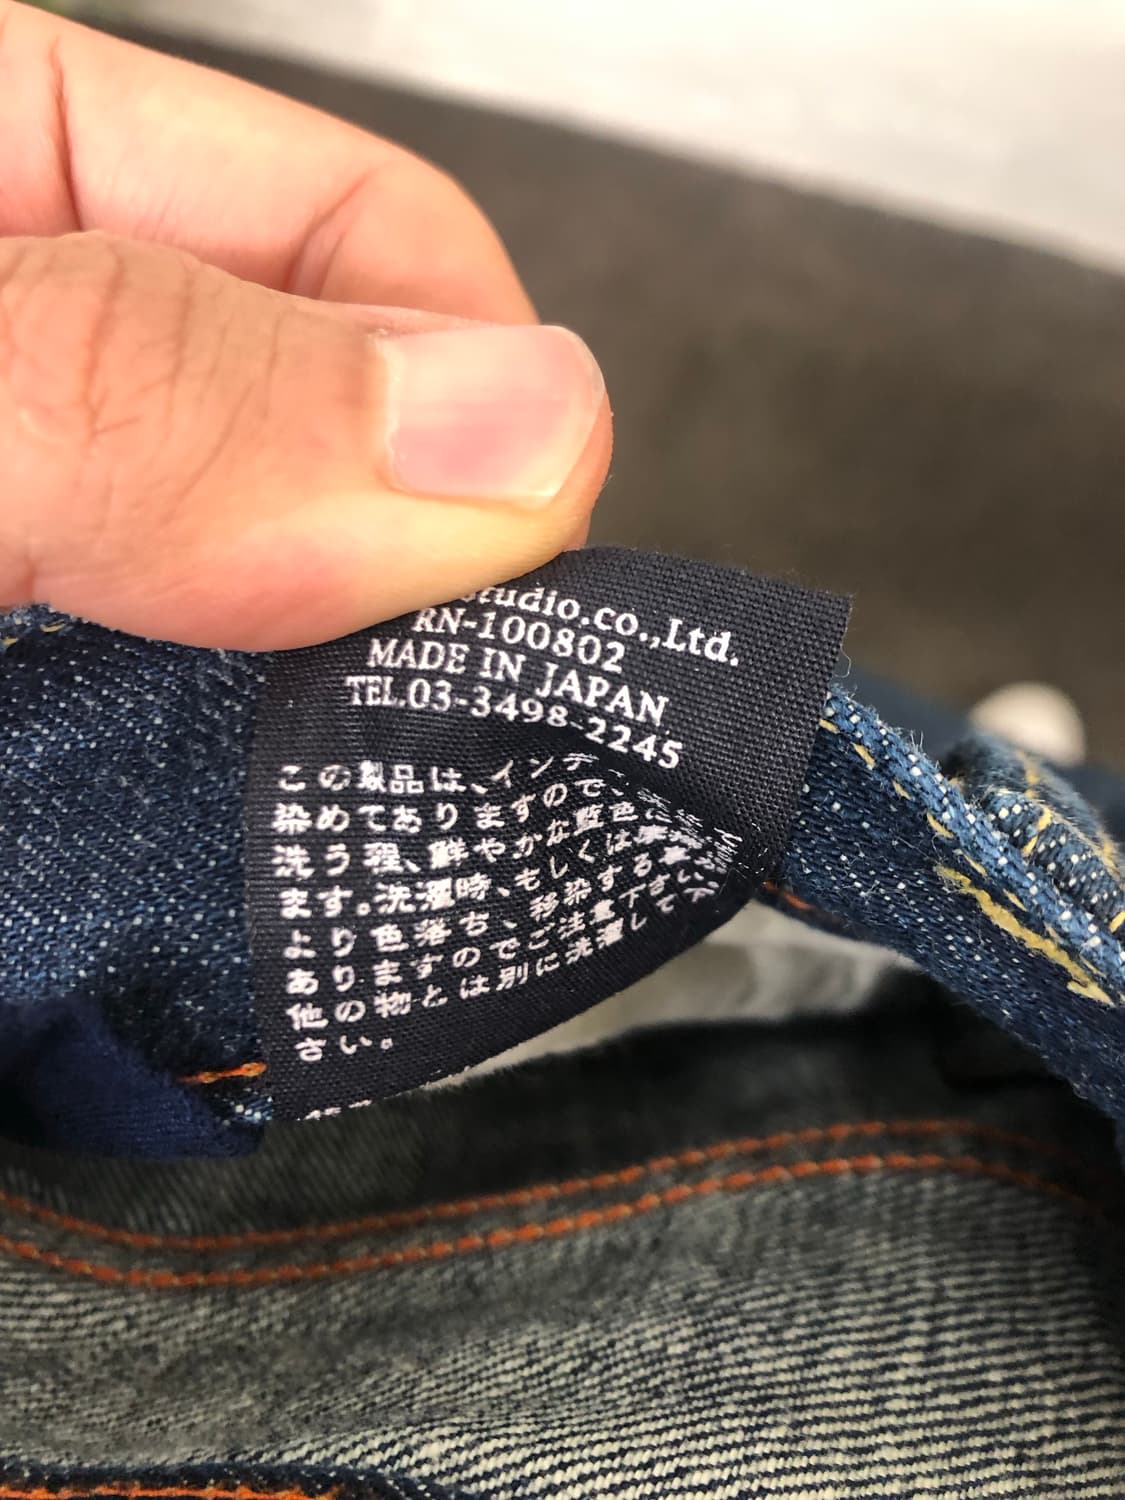 studio.co.,Ltd.
RN-100802
MADE IN JAPAN
TEL.03-3498-2245
この製品は、インデ
染めてありますので、
洗う程、鮮やかな藍色に
ます。洗濯時、もしくは摩擦
より色落ち、移染する
ありますのでご注意下さい
他の物とは別に洗濯して下
さい。